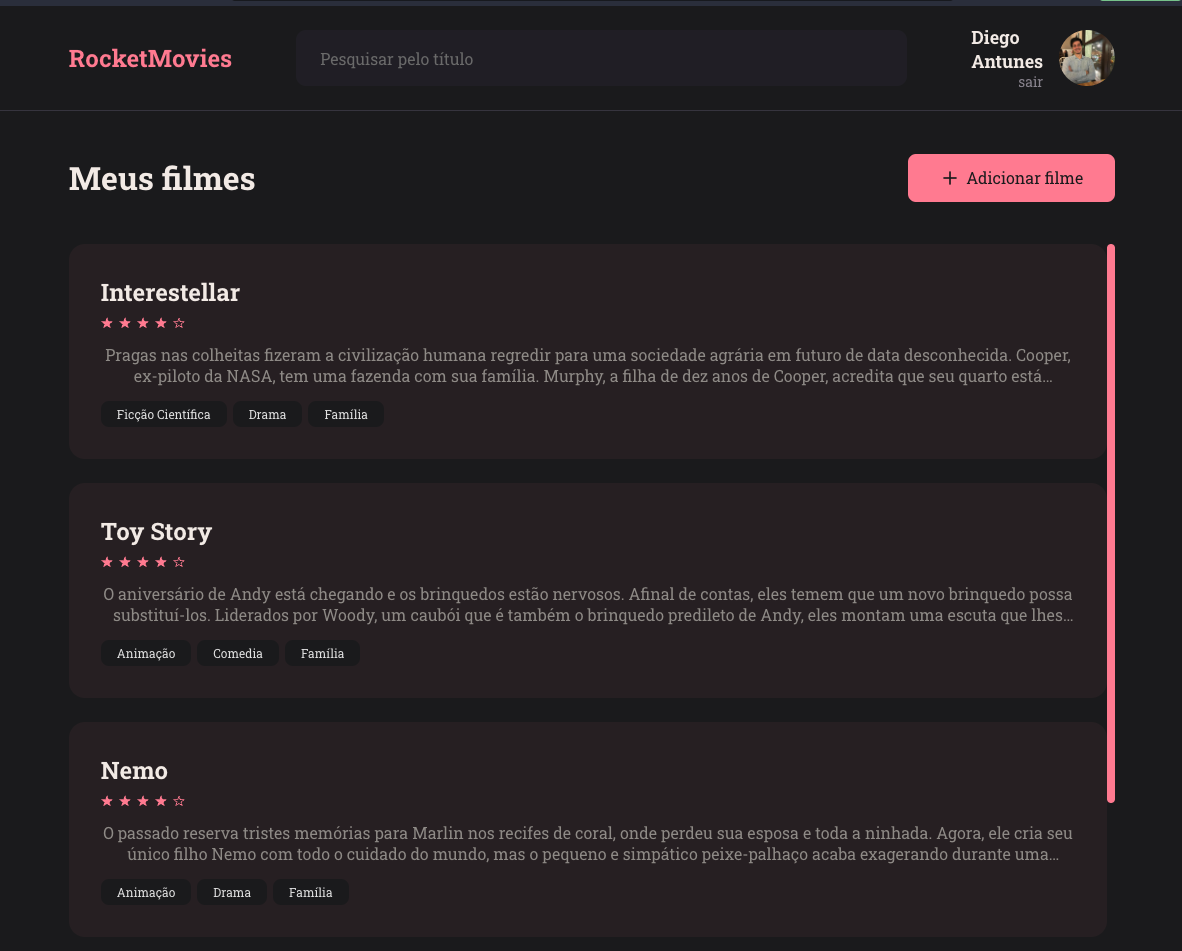 RocketMovies
Pesquisar pelo título
Diego
Antunes
sair
Meus filmes
+ Adicionar filme
Interestellar
★ ★ ★ ★ ☆
Pragas nas colheitas fizeram a civilização humana regredir para uma sociedade agrária em futuro de data desconhecida. Cooper,
ex-piloto da NASA, tem uma fazenda com sua família. Murphy, a filha de dez anos de Cooper, acredita que seu quarto está...
Ficção Científica Drama Família
Toy Story
★ ★ ★ ★ ☆
O aniversário de Andy está chegando e os brinquedos estão nervosos. Afinal de contas, eles temem que um novo brinquedo possa
substituí-los. Liderados por Woody, um caubói que é também o brinquedo predileto de Andy, eles montam uma escuta que lhes...
Animação Comedia Família
Nemo
★ ★ ★ ★ ☆
O passado reserva tristes memórias para Marlin nos recifes de coral, onde perdeu sua esposa e toda a ninhada. Agora, ele cria seu
único filho Nemo com todo o cuidado do mundo, mas o pequeno e simpático peixe-palhaço acaba exagerando durante uma...
Animação Drama Família